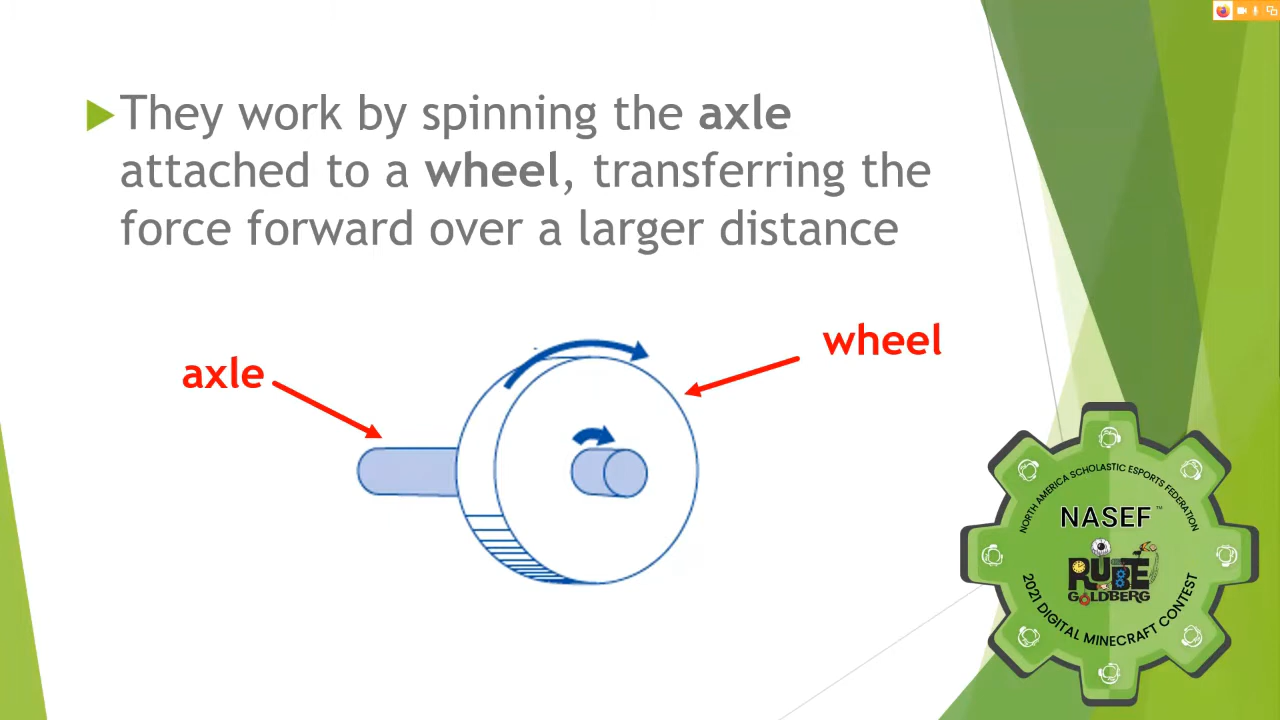 They work by spinning the axle
attached to a wheel, transferring the
force forward over a larger distance
axle
wheel
NORTH AMERICA SCHOLASTIC ESPORTS FEDERATION
NASEF™
RUBE
GOLDBERG
2021 DIGITAL MINECRAFT CONTEST